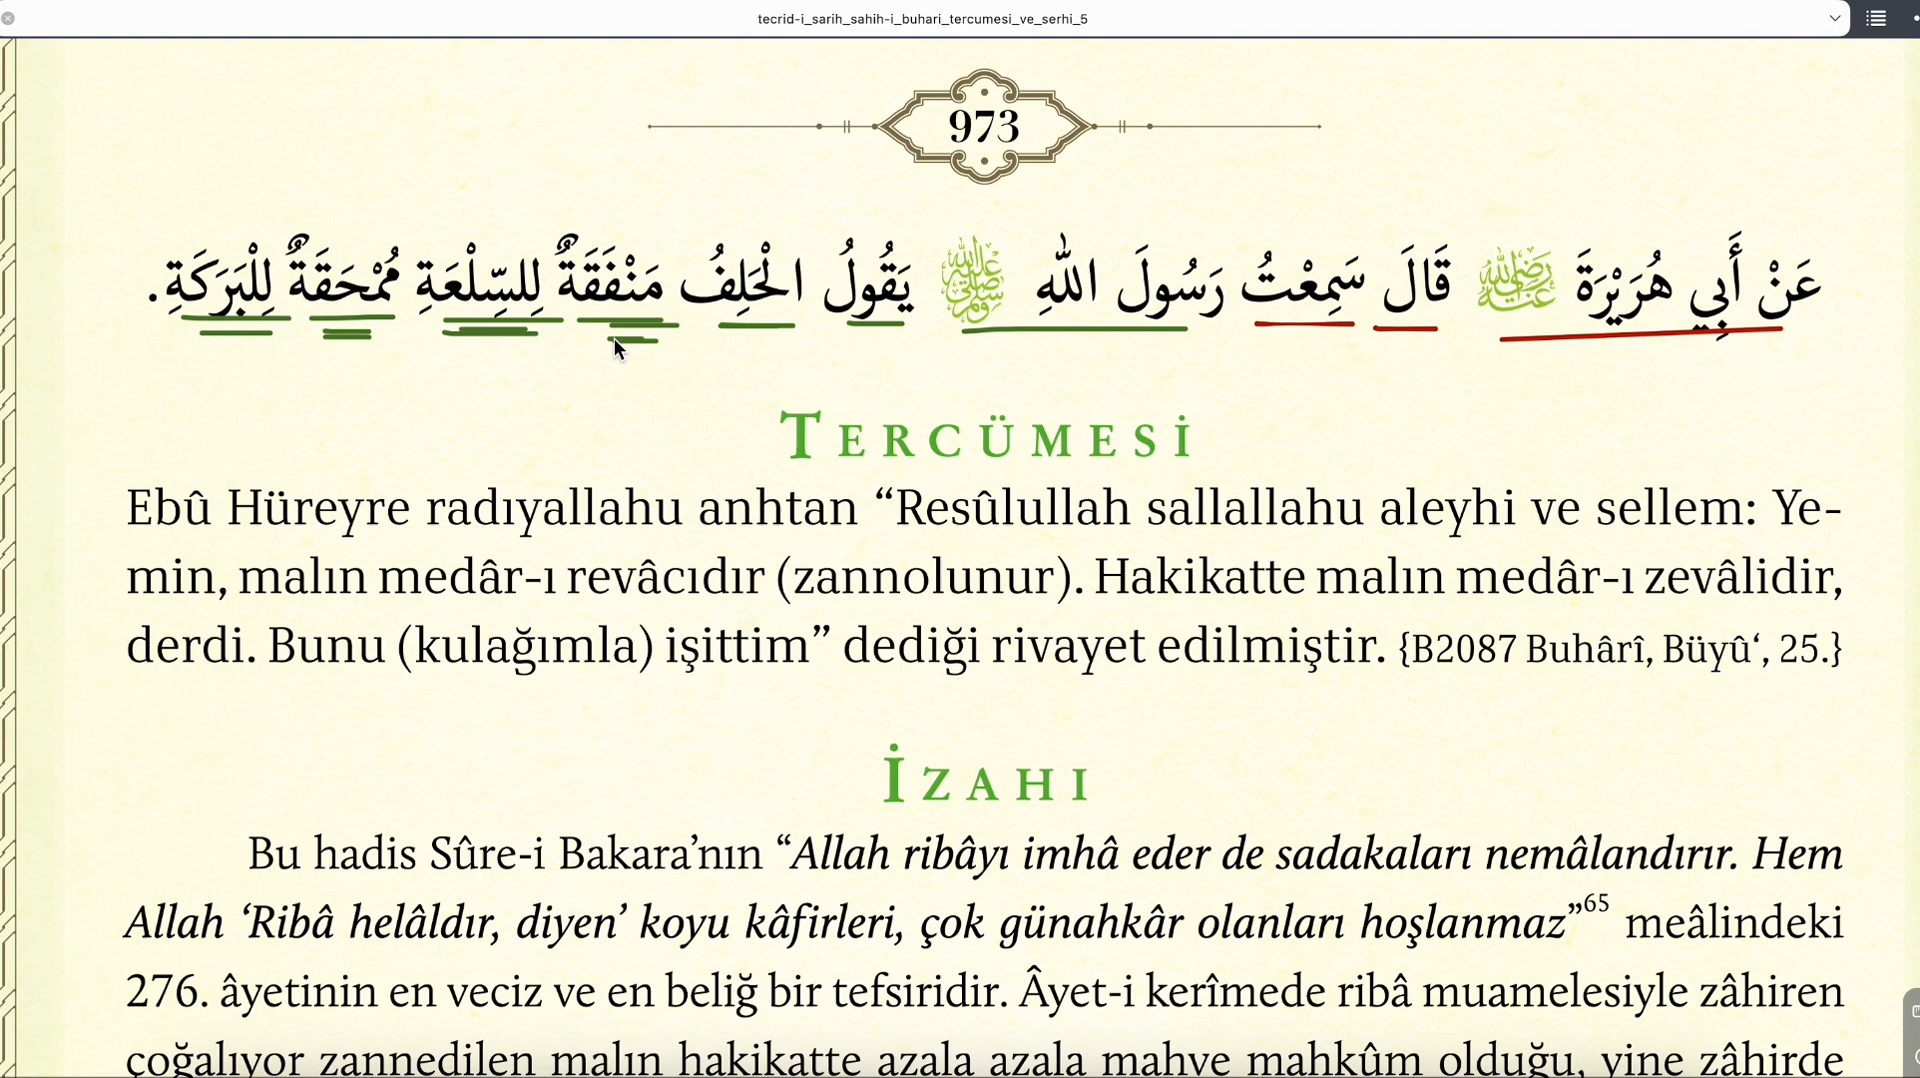 tecrid-i_sarih_sahih-i_buhari_tercumesi_ve_serhi_5
973
عَنْ أَبِي هُرَيْرَةَ رَضِيَ اللهُ عَنْهُ قَالَ سَمِعْتُ رَسُولَ اللهِ صَلَّى اللهُ عَلَيْهِ وَسَلَّمَ يَقُولُ الْحَلِفُ مَنْفَقَةٌ لِلسِّلْعَةِ مُمْحَقَةٌ لِلْبَرَكَةِ.
TERCÜMESİ
Ebû Hüreyre radıyallahu anhtan “Resûlullah sallallahu aleyhi ve sellem: Ye-
min, malın medâr-ı revâcıdır (zannolunur). Hakikatte malın medâr-ı zevâlidir,
derdi. Bunu (kulağımla) işittim” dediği rivayet edilmiştir. {B2087 Buhârî, Büyû‘, 25.}
İZAHI
Bu hadis Sûre-i Bakara’nın “Allah ribâyı imhâ eder de sadakaları nemâlandırır. Hem
Allah ‘Ribâ helâldır, diyen’ koyu kâfirleri, çok günahkâr olanları hoşlanmaz”65 meâlindeki
276. âyetinin en veciz ve en beliğ bir tefsiridir. Âyet-i kerîmede ribâ muamelesiyle zâhiren
çoğalıyor zannedilen malın hakikatte azala azala mahve mahkûm olduğu, yine zâhirde